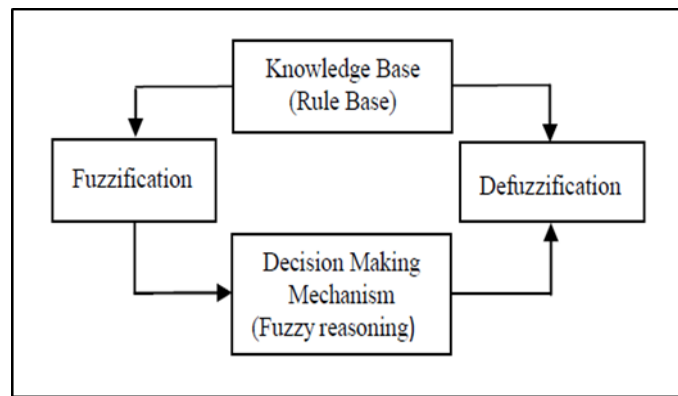 Knowledge Base
(Rule Base)
Fuzzification
Defuzzification
Decision Making
Mechanism
(Fuzzy reasoning)